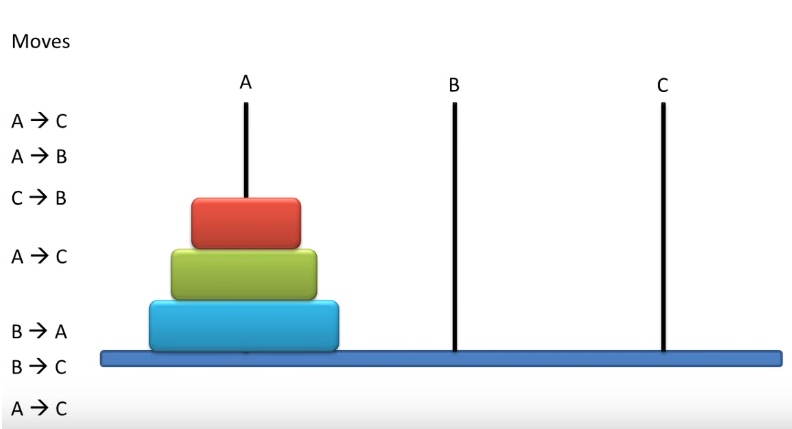 Moves
A B C
A → C
A → B
C → B
A → C
B → A
B → C
A → C